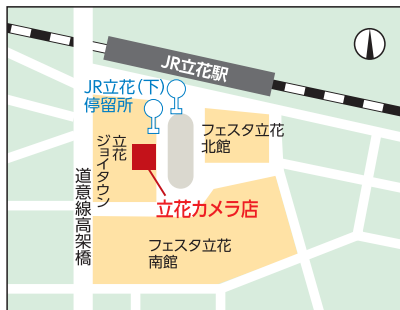 JR立花駅
JR立花(下)
停留所
フェスタ立花
北館
立花
ジョイタウン
道意線高架橋
立花カメラ店
フェスタ立花
南館